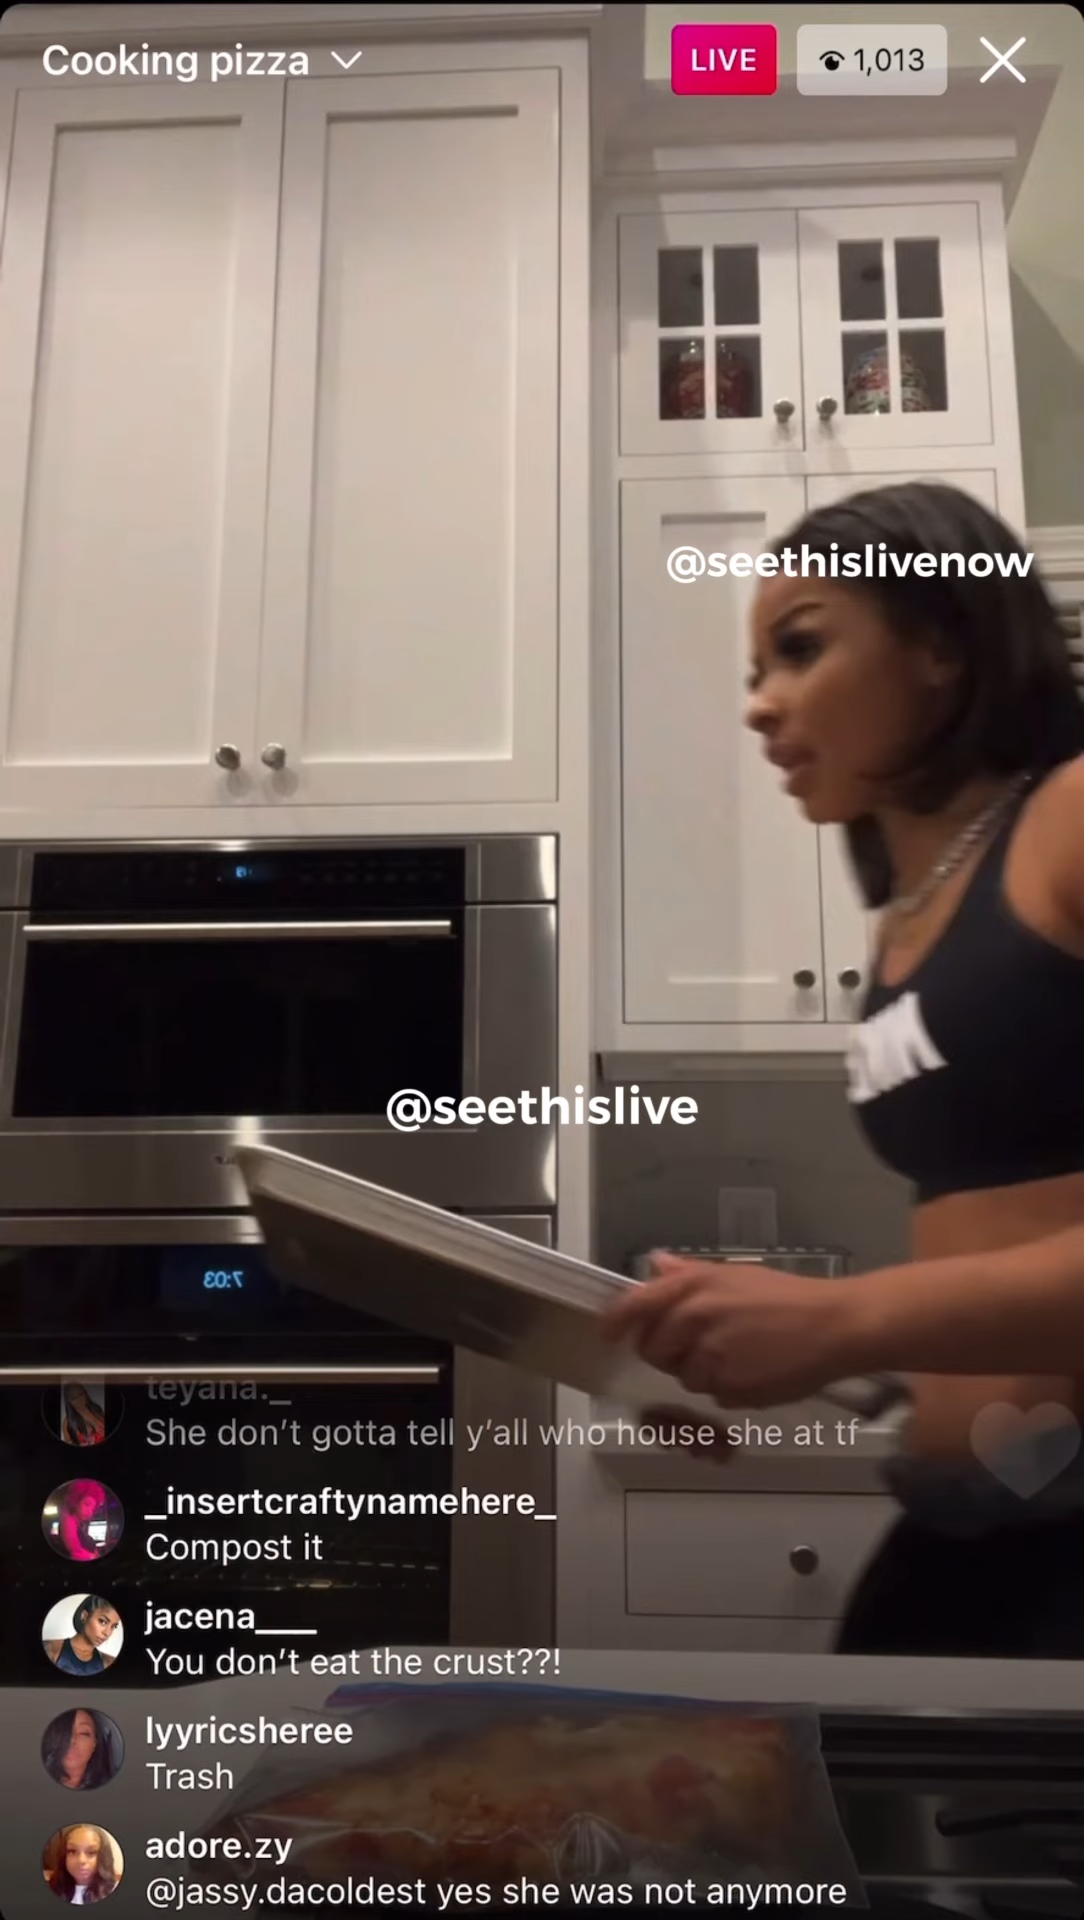 Cooking pizza
LIVE
1,013
@seethislivenow
@seethislive
7:03
teyana._
She don’t gotta tell y’all who house she at tf
_insertcraftynamehere_
Compost it
jacena___
You don’t eat the crust??!
lyyricsheree
Trash
adore.zy
@jassy.dacoldest yes she was not anymore